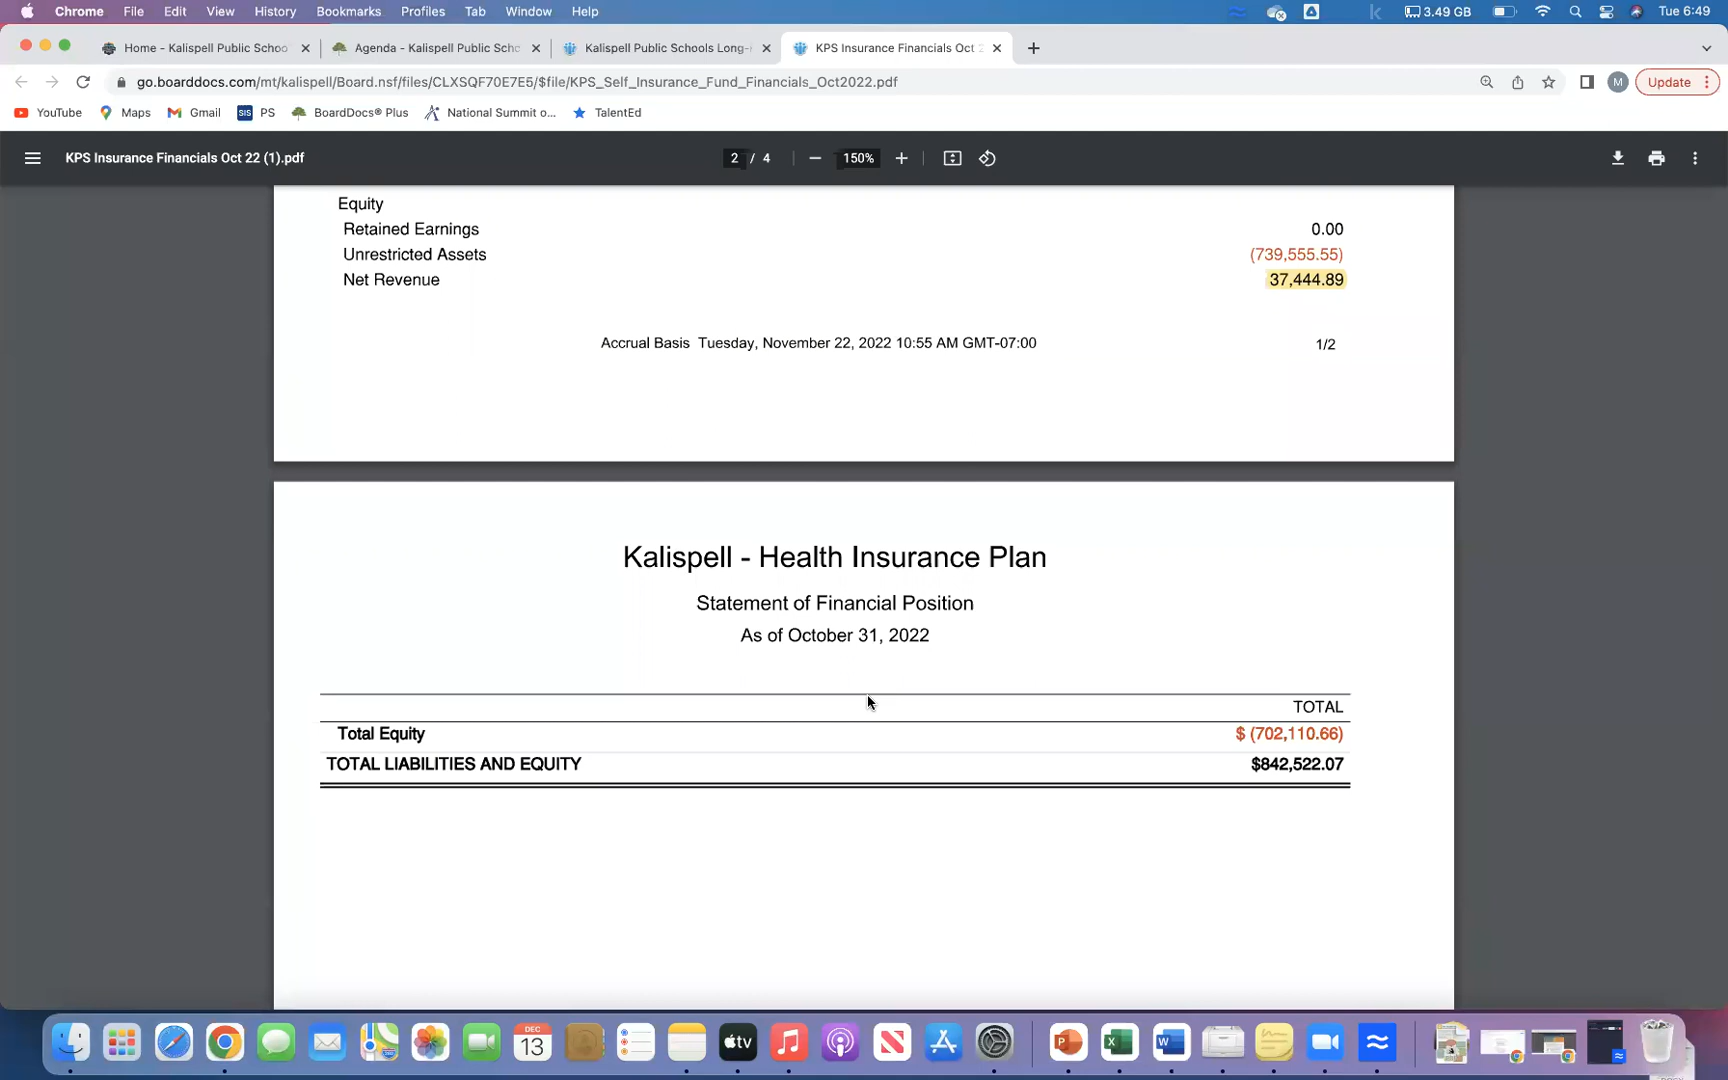 Chrome File Edit View History Bookmarks Profiles Tab Window Help 3.49 GB Tue 6:49
Home - Kalispell Public Schoo Agenda - Kalispell Public Scho Kalispell Public Schools Long- KPS Insurance Financials Oct 2
go.boarddocs.com/mt/kalispell/Board.nsf/files/CLXSQF70E7E5/$file/KPS_Self_Insurance_Fund_Financials_Oct2022.pdf M Update
YouTube Maps Gmail SIS PS BoardDocs® Plus National Summit o... TalentEd
KPS Insurance Financials Oct 22 (1).pdf 2 / 4 150%
Equity
Retained Earnings 0.00
Unrestricted Assets (739,555.55)
Net Revenue 37,444.89
Accrual Basis Tuesday, November 22, 2022 10:55 AM GMT-07:00 1/2
Kalispell - Health Insurance Plan
Statement of Financial Position
As of October 31, 2022
TOTAL
Total Equity $ (702,110.66)
TOTAL LIABILITIES AND EQUITY $842,522.07
DEC
13
tv
P X W